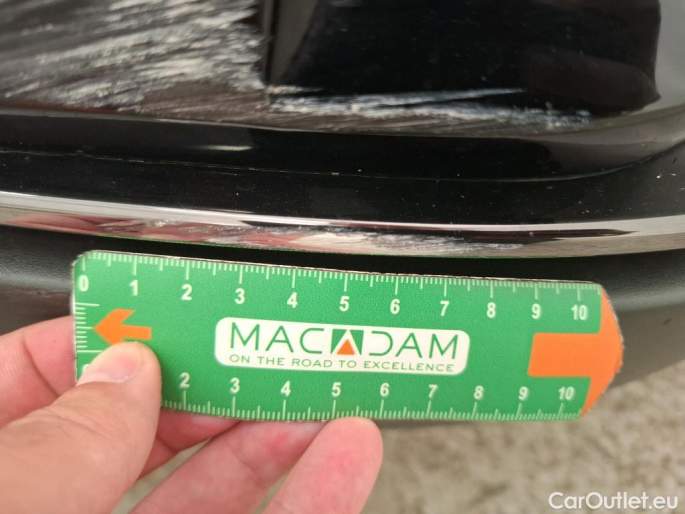 0 1 2 3 4 5 6 7 8 9 10
MACADAM
ON THE ROAD TO EXCELLENCE
2 3 4 5 6 7 8 9 10
CarOutlet.eu